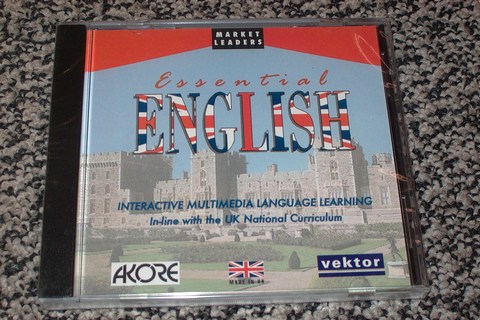 MARKET
LEADERS
Essential
ENGLISH
INTERACTIVE MULTIMEDIA LANGUAGE LEARNING
In-line with the UK National Curriculum
AKORE
MADE IN UK
vektor